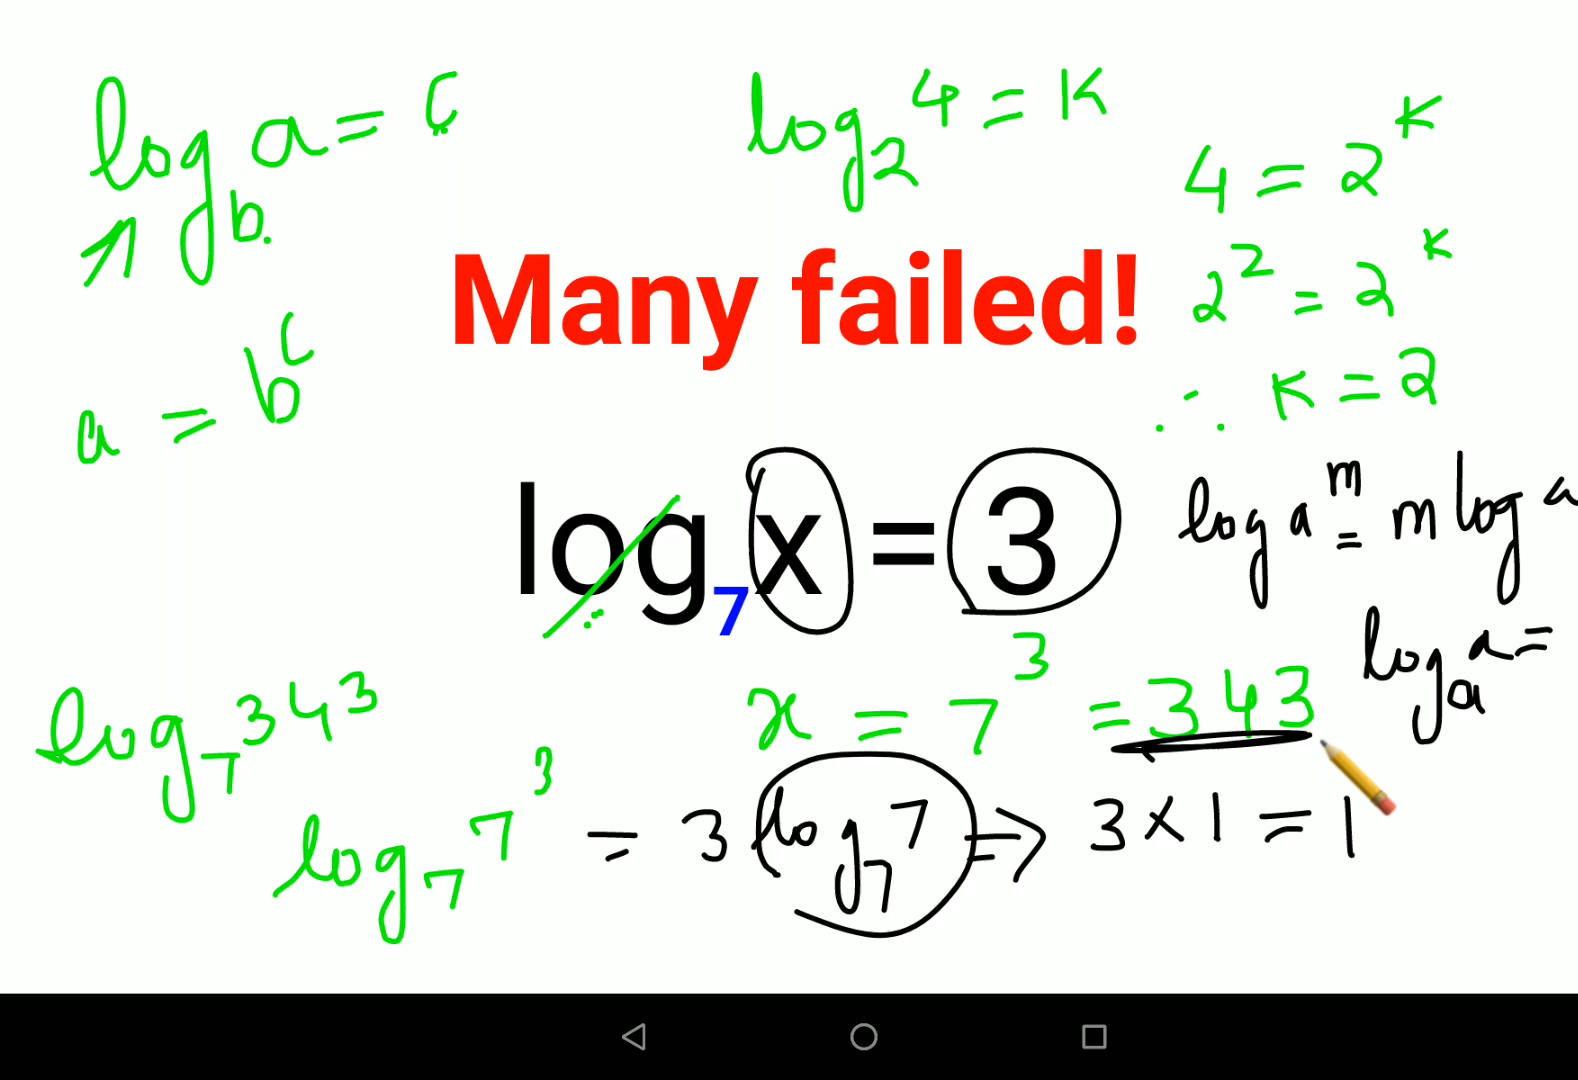 log_b a = c
log_2 4 = K
4 = 2^K
2^2 = 2^K
∴ K = 2
a = b^c
Many failed!
log_7 x = 3
log a^m = m log a
log_a a =
x = 7^3 = 343
log_7 343
log_7 7^3 = 3 log_7 7 => 3 × 1 = 1